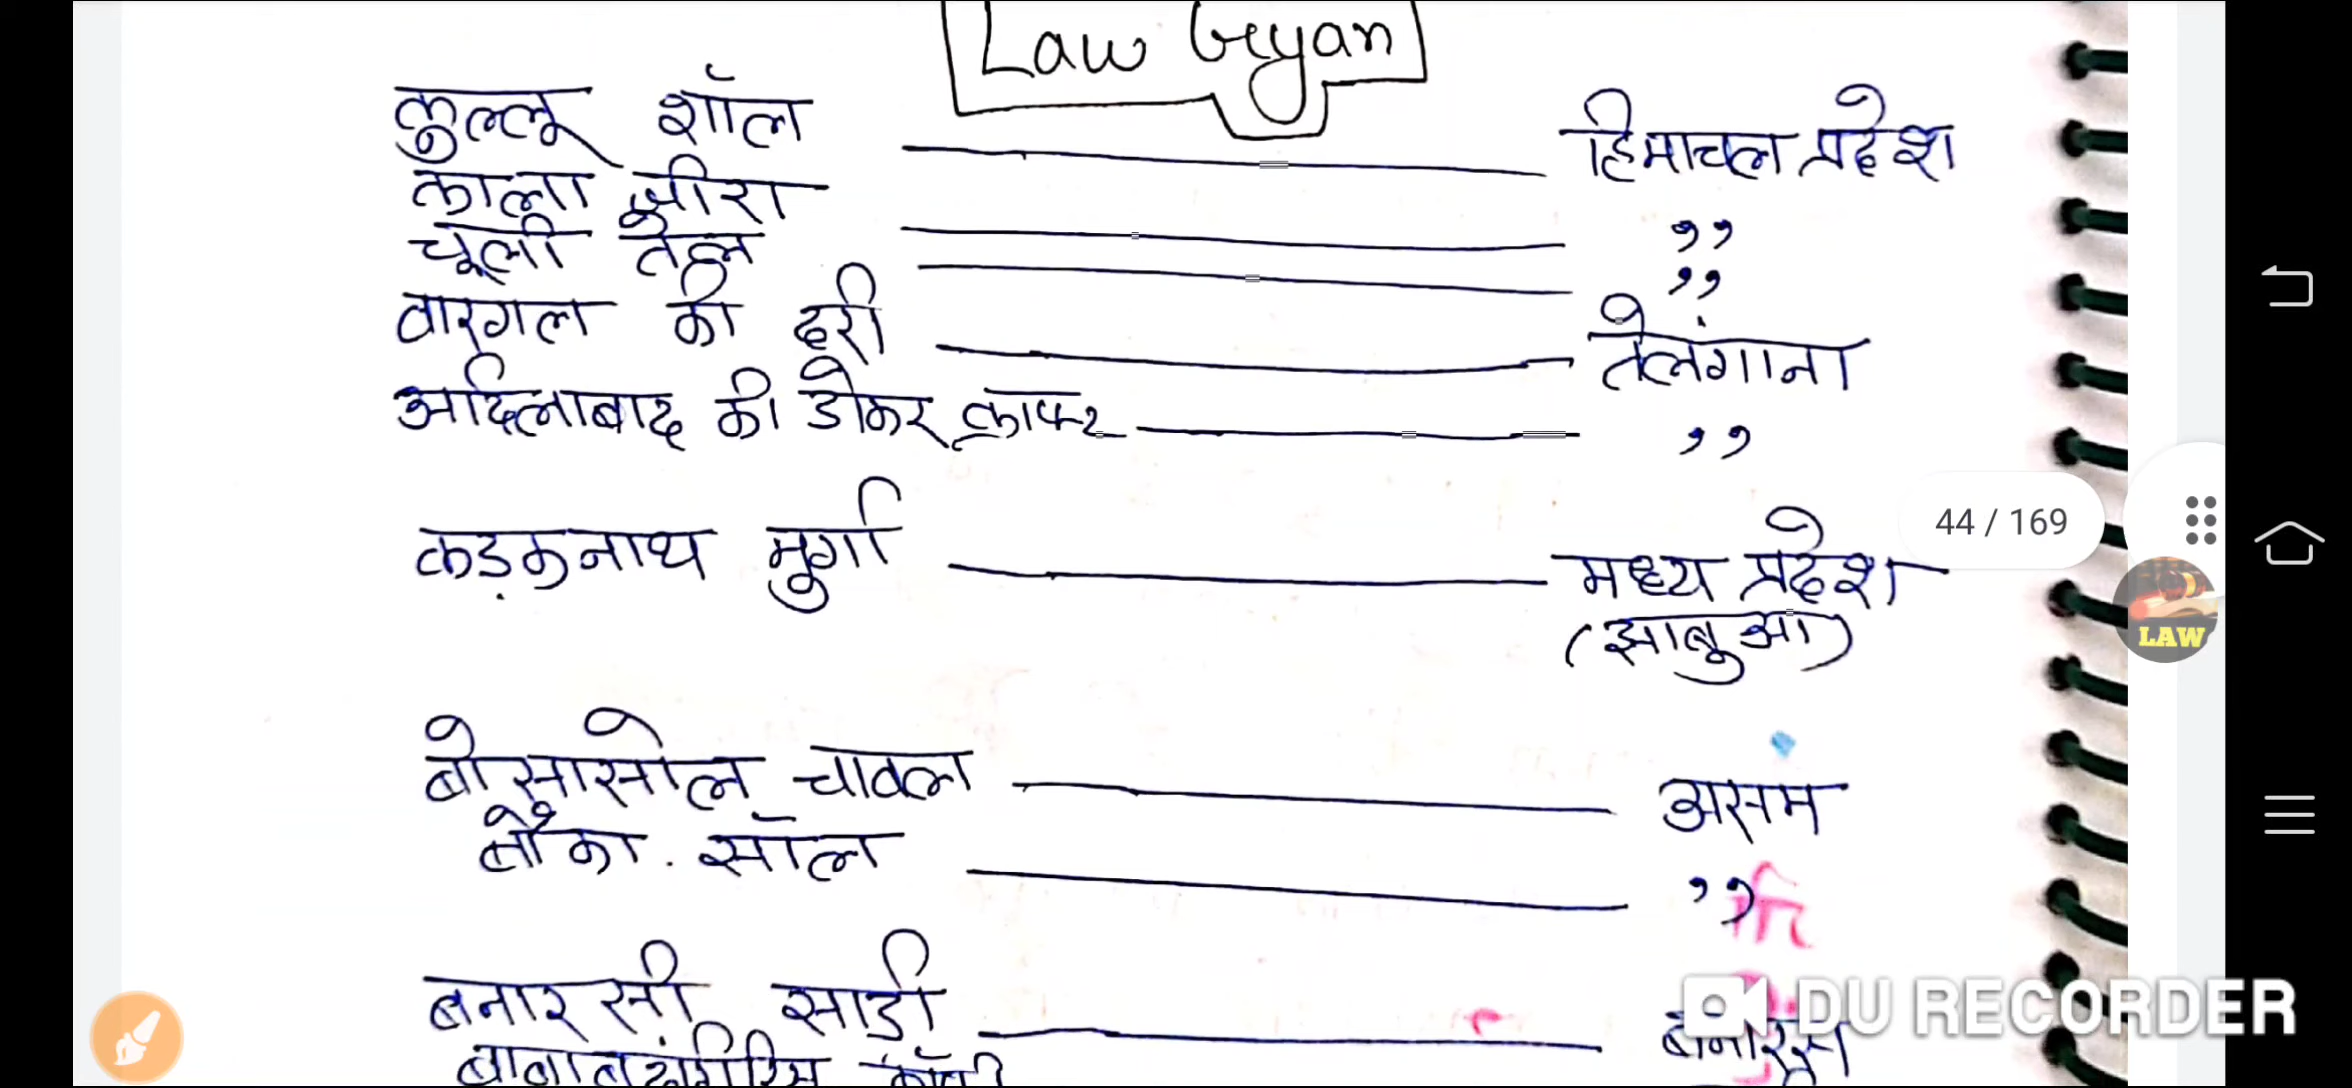 Law Gyan
कुल्लू शॉल हिमाचल प्रदेश
काला जीरा ,,
चूली तेल ,,
वारंगल की दरी तेलंगाना
आदिलाबाद की डोकर क्राफ्ट ,,
कड़कनाथ मुर्गा मध्य प्रदेश
(झाबुआ)
44 / 169
LAW
बोसासोल चावल असम
बोका. सॉल ,,
बनारसी साड़ी बनारस
DU RECORDER